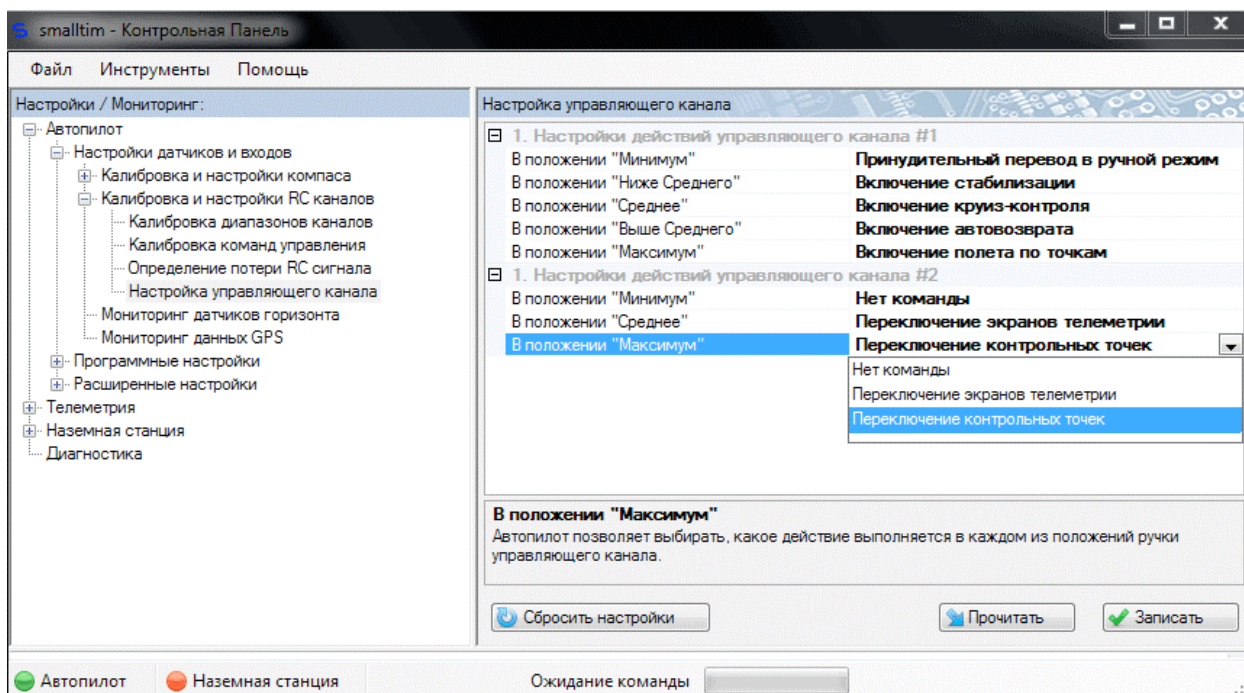 smalltim - Контрольная Панель
Файл Инструменты Помощь
Настройки / Мониторинг:
Автопилот
Настройки датчиков и входов
Калибровка и настройки компаса
Калибровка и настройки RC каналов
Калибровка диапазонов каналов
Калибровка команд управления
Определение потери RC сигнала
Настройка управляющего канала
Мониторинг датчиков горизонта
Мониторинг данных GPS
Программные настройки
Расширенные настройки
Телеметрия
Наземная станция
Диагностика
Настройка управляющего канала
1. Настройки действий управляющего канала #1
В положении "Минимум" Принудительный перевод в ручной режим
В положении "Ниже Среднего" Включение стабилизации
В положении "Среднее" Включение круиз-контроля
В положении "Выше Среднего" Включение автовозврата
В положении "Максимум" Включение полета по точкам
1. Настройки действий управляющего канала #2
В положении "Минимум" Нет команды
В положении "Среднее" Переключение экранов телеметрии
В положении "Максимум" Переключение контрольных точек
Нет команды
Переключение экранов телеметрии
Переключение контрольных точек
В положении "Максимум"
Автопилот позволяет выбирать, какое действие выполняется в каждом из положений ручки
управляющего канала.
Сбросить настройки Прочитать Записать
Автопилот Наземная станция Ожидание команды